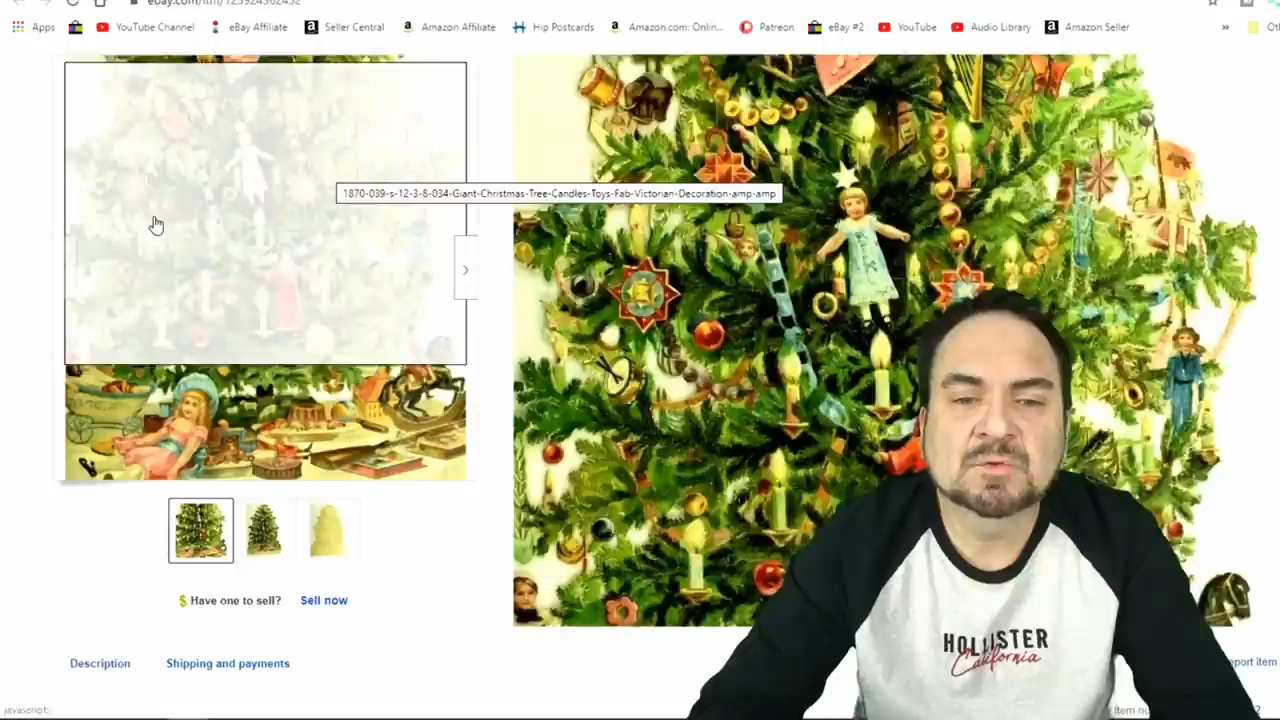 Apps
YouTube Channel
eBay Affiliate
Seller Central
Amazon Affiliate
Hip Postcards
Amazon.com: Onlin...
Patreon
eBay #2
YouTube
Audio Library
Amazon Seller
»
1870-039-s-12-3-8-034-Giant-Christmas-Tree-Candles-Toys-Fab-Victorian-Decoration-amp-amp
$ Have one to sell? Sell now
Description
Shipping and payments
HOLLISTER
California
javascript: